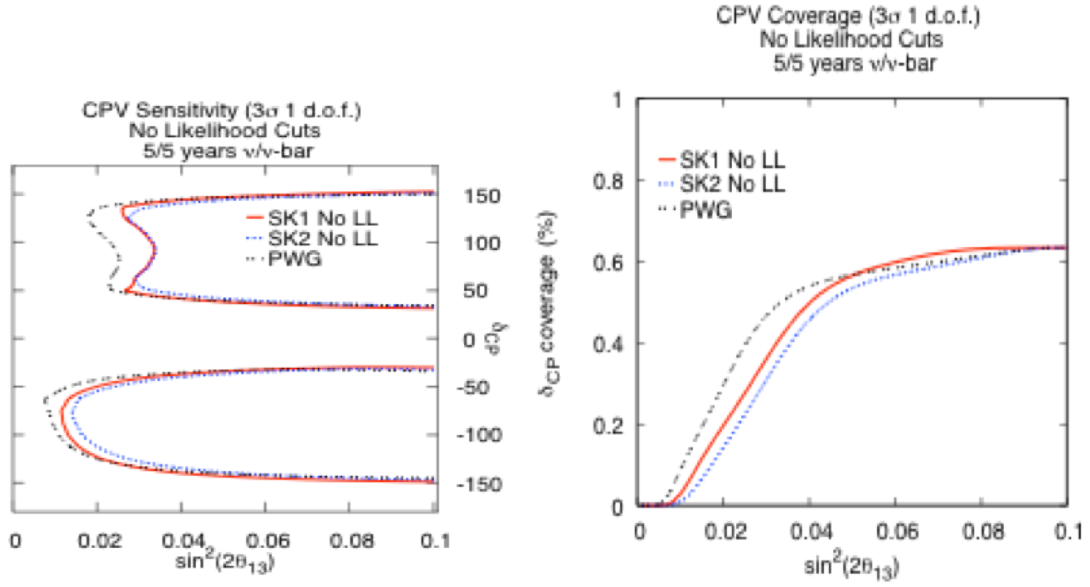 CPV Sensitivity (3σ 1 d.o.f.)
No Likelihood Cuts
5/5 years ν/ν-bar
SK1 No LL
SK2 No LL
PWG
150
100
50
0
-50
-100
-150
δCP
0 0.02 0.04 0.06 0.08 0.1
sin²(2θ₁₃)
CPV Coverage (3σ 1 d.o.f.)
No Likelihood Cuts
5/5 years ν/ν-bar
SK1 No LL
SK2 No LL
PWG
1
0.8
0.6
0.4
0.2
0
δCP coverage (%)
0 0.02 0.04 0.06 0.08 0.1
sin²(2θ₁₃)